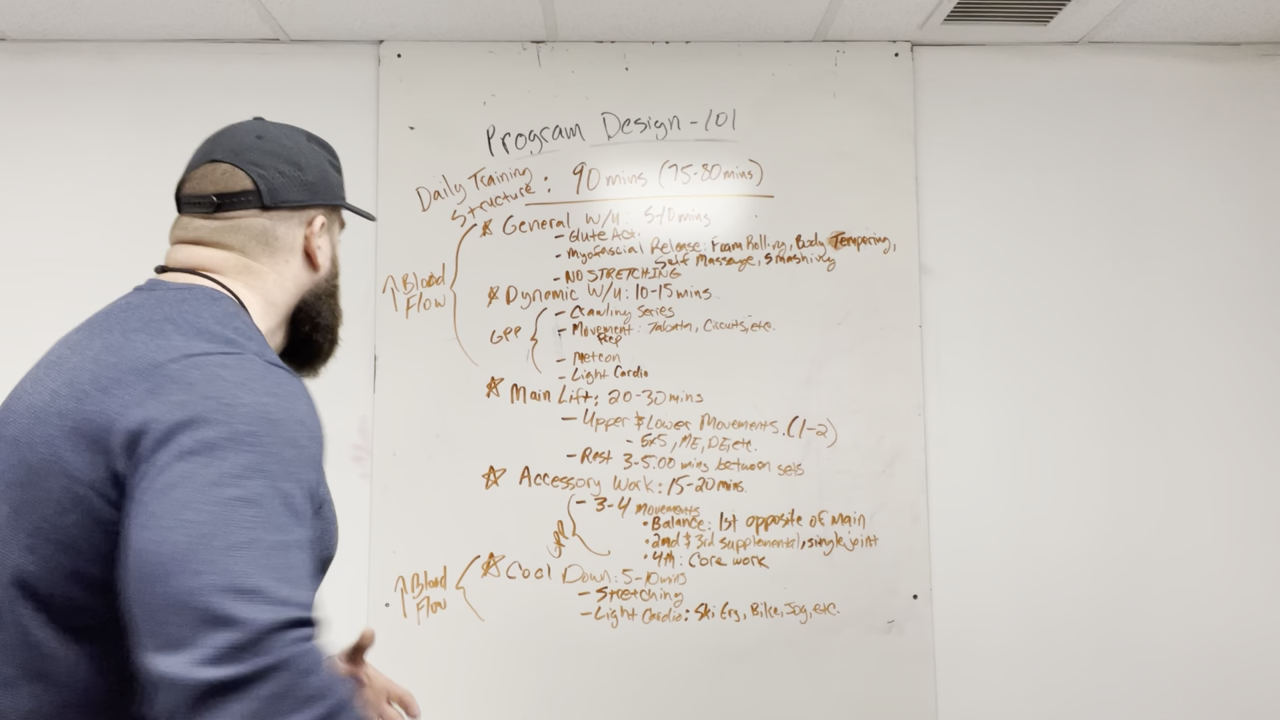 Program Design - 101
Daily Training Structure: 90 mins (75-80 mins)
☆ General W/U: 5-10 mins
- Glute Act.
- Myofascial Release: Foam Rolling, Body Tempering,
Self Massage, Smashing
- NO STRETCHING
↑ Blood Flow
☆ Dynamic W/U: 10-15 mins
GPP
- Crawling Series
- Movement Prep: Tabata, Circuits, etc.
- Metcon
- Light Cardio
☆ Main Lift: 20-30 mins
- Upper & Lower Movements. (1-2)
- 5x5, ME, DE, etc.
- Rest 3-5.00 mins between sets
☆ Accessory Work: 15-20 mins.
GPP
- 3-4 movements
• Balance: 1st opposite of main
• 2nd & 3rd supplemental, single joint
• 4th: Core work
↑ Blood Flow
☆ Cool Down: 5-10 mins
- Stretching
- Light Cardio: Ski Erg, Bike, Jog, etc.